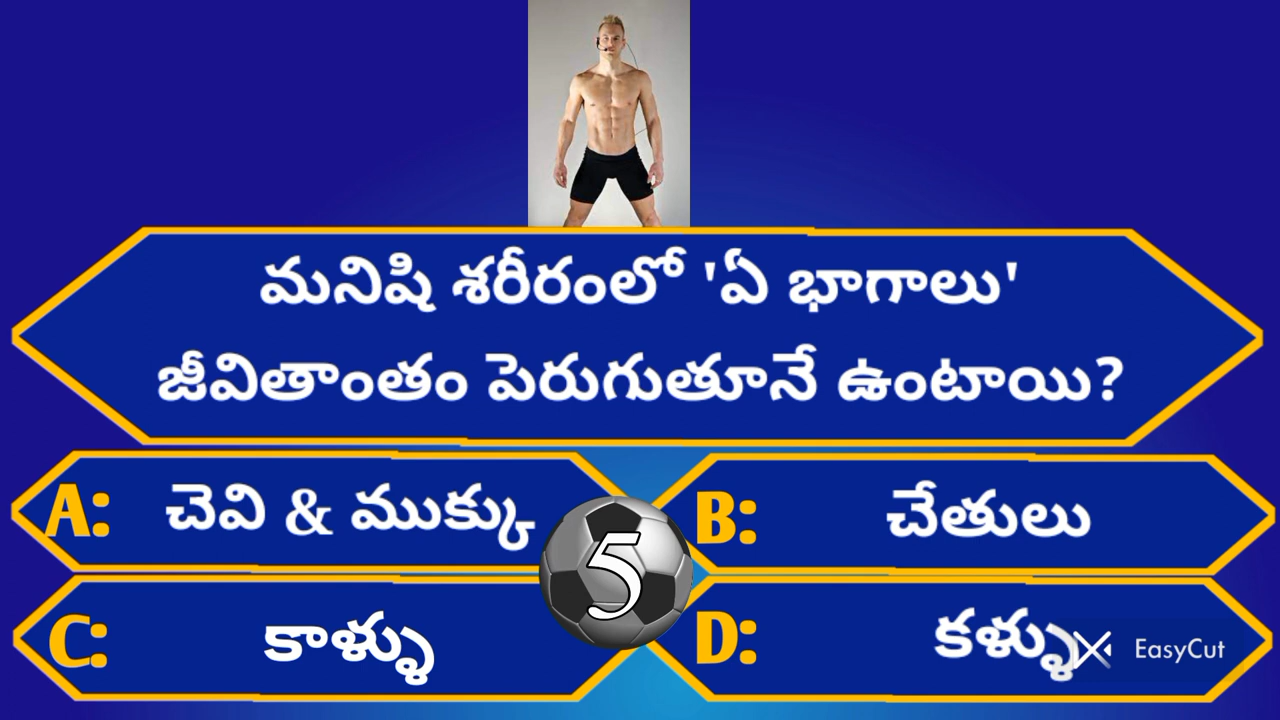 మనిషి శరీరంలో 'ఏ భాగాలు'
జీవితాంతం పెరుగుతూనే ఉంటాయి?
A: చెవి & ముక్కు
B: చేతులు
5
C: కాళ్ళు
D: కళ్ళు
EasyCut